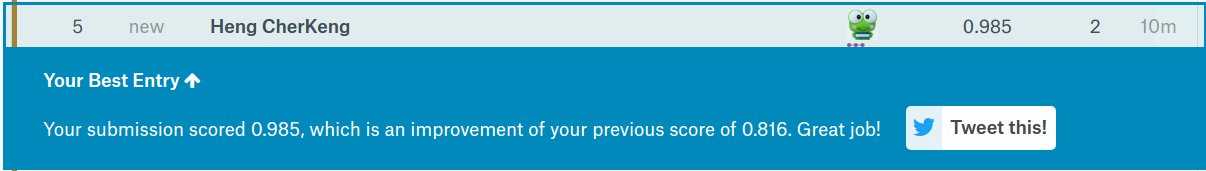 5 new Heng CherKeng 0.985 2 10m
Your Best Entry ↑
Your submission scored 0.985, which is an improvement of your previous score of 0.816. Great job! Tweet this!